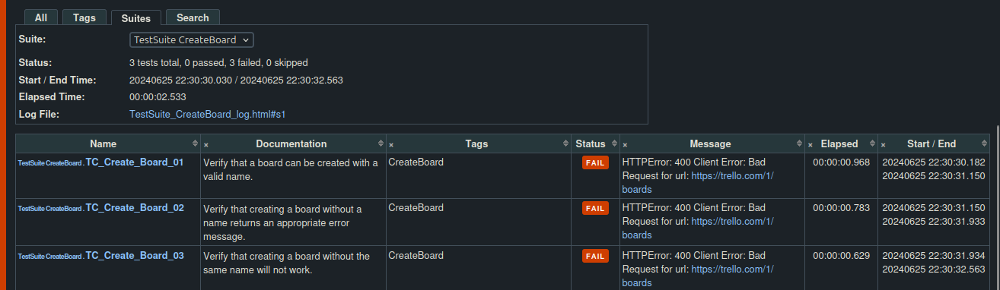 All Tags Suites Search
Suite: TestSuite CreateBoard
Status: 3 tests total, 0 passed, 3 failed, 0 skipped
Start / End Time: 20240625 22:30:30.030 / 20240625 22:30:32.563
Elapsed Time: 00:00:02.533
Log File: TestSuite_CreateBoard_log.html#s1
Name × Documentation × Tags Status × Message × Elapsed × Start / End
TestSuite CreateBoard . TC_Create_Board_01
Verify that a board can be created with a
valid name.
CreateBoard
FAIL
HTTPError: 400 Client Error: Bad
Request for url: https://trello.com/1/
boards
00:00:00.968
20240625 22:30:30.182
20240625 22:30:31.150
TestSuite CreateBoard . TC_Create_Board_02
Verify that creating a board without a
name returns an appropriate error
message.
CreateBoard
FAIL
HTTPError: 400 Client Error: Bad
Request for url: https://trello.com/1/
boards
00:00:00.783
20240625 22:30:31.150
20240625 22:30:31.933
TestSuite CreateBoard . TC_Create_Board_03
Verify that creating a board without the
same name will not work.
CreateBoard
FAIL
HTTPError: 400 Client Error: Bad
Request for url: https://trello.com/1/
boards
00:00:00.629
20240625 22:30:31.934
20240625 22:30:32.563